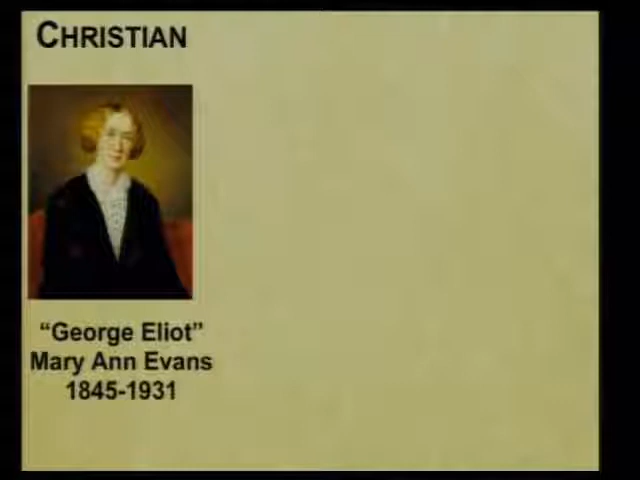 CHRISTIAN
“George Eliot”
Mary Ann Evans
1845-1931